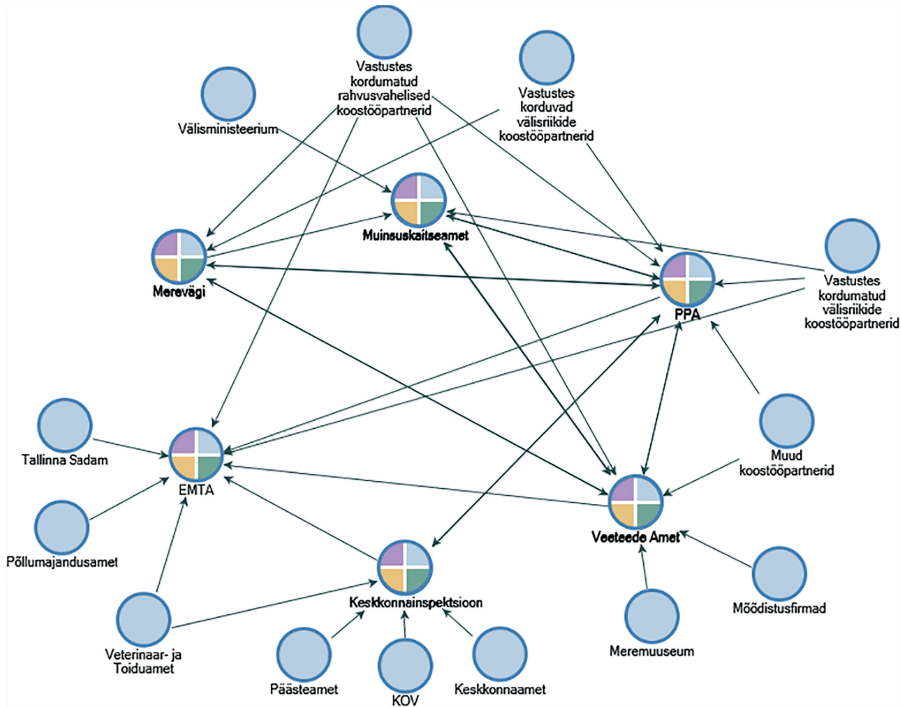 Vastustes
kordumatud
rahvusvahelised
koostööpartnerid
Vastustes
korduvad
välisriikide
koostööpartnerid
Välisministeerium
Muinsuskaitseamet
Merevägi
PPA
Vastustes
kordumatud
välisriikide
koostööpartnerid
Tallinna Sadam
EMTA
Muud
koostööpartnerid
Põllumajandusamet
Veeteede Amet
Keskkonnainspektsioon
Mõõdistusfirmad
Veterinaar- ja
Toiduamet
Meremuuseum
Päästeamet
KOV
Keskkonnaamet